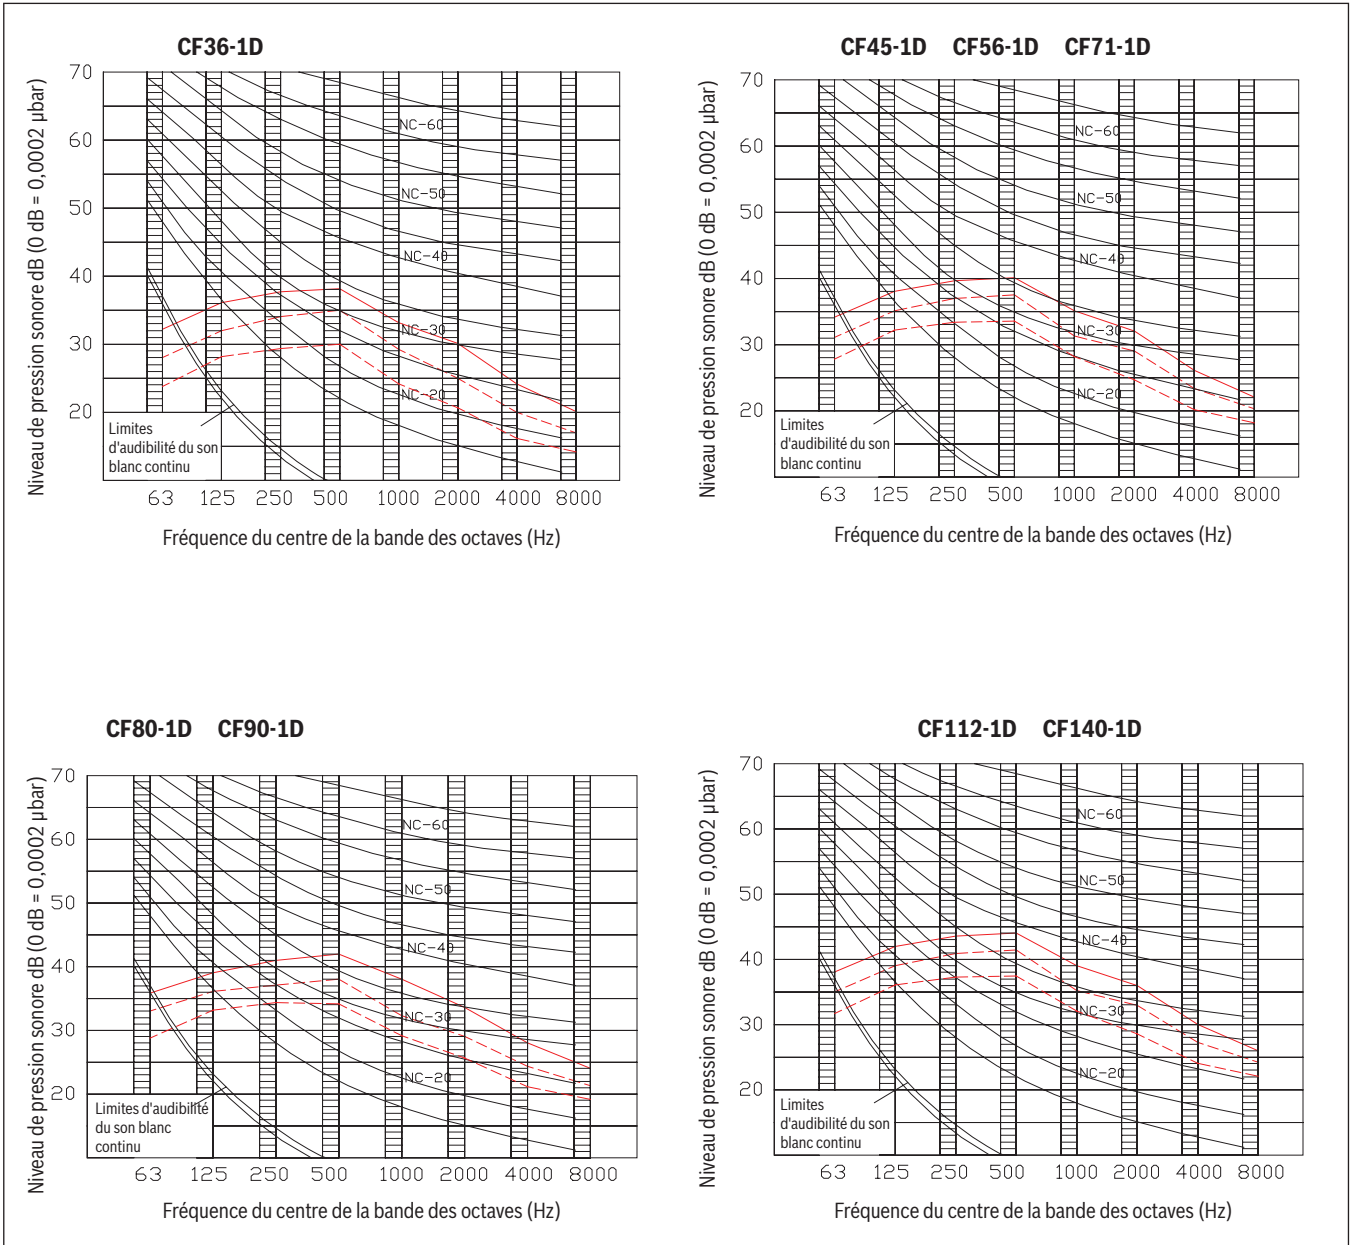 CF36-1D
Niveau de pression sonore dB (0 dB = 0,0002 µbar)
70
60
50
40
30
20
NC-60
NC-50
NC-40
NC-30
NC-20
Limites
d'audibilité du son
blanc continu
63 125 250 500 1000 2000 4000 8000
Fréquence du centre de la bande des octaves (Hz)
CF45-1D CF56-1D CF71-1D
Niveau de pression sonore dB (0 dB = 0,0002 µbar)
70
60
50
40
30
20
NC-60
NC-50
NC-40
NC-30
NC-20
Limites
d'audibilité du son
blanc continu
63 125 250 500 1000 2000 4000 8000
Fréquence du centre de la bande des octaves (Hz)
CF80-1D CF90-1D
Niveau de pression sonore dB (0 dB = 0,0002 µbar)
70
60
50
40
30
20
NC-60
NC-50
NC-40
NC-30
NC-20
Limites d'audibilité
du son blanc
continu
63 125 250 500 1000 2000 4000 8000
Fréquence du centre de la bande des octaves (Hz)
CF112-1D CF140-1D
Niveau de pression sonore dB (0 dB = 0,0002 µbar)
70
60
50
40
30
20
NC-60
NC-50
NC-40
NC-30
NC-20
Limites
d'audibilité du son
blanc continu
63 125 250 500 1000 2000 4000 8000
Fréquence du centre de la bande des octaves (Hz)